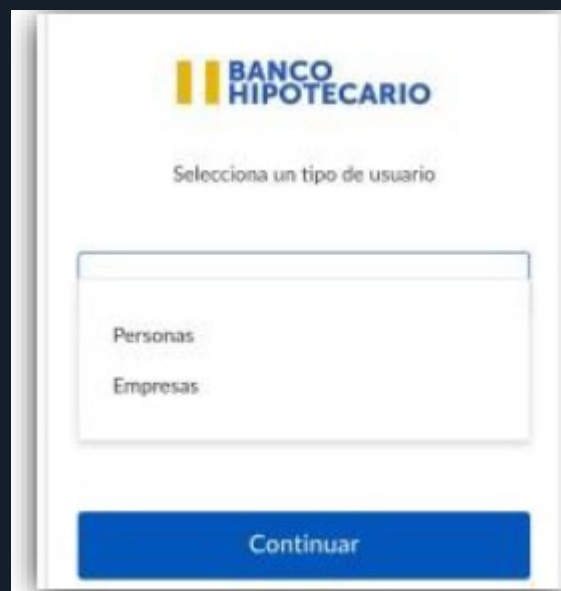 BANCO
HIPOTECARIO
Selecciona un tipo de usuario
Personas
Empresas
Continuar